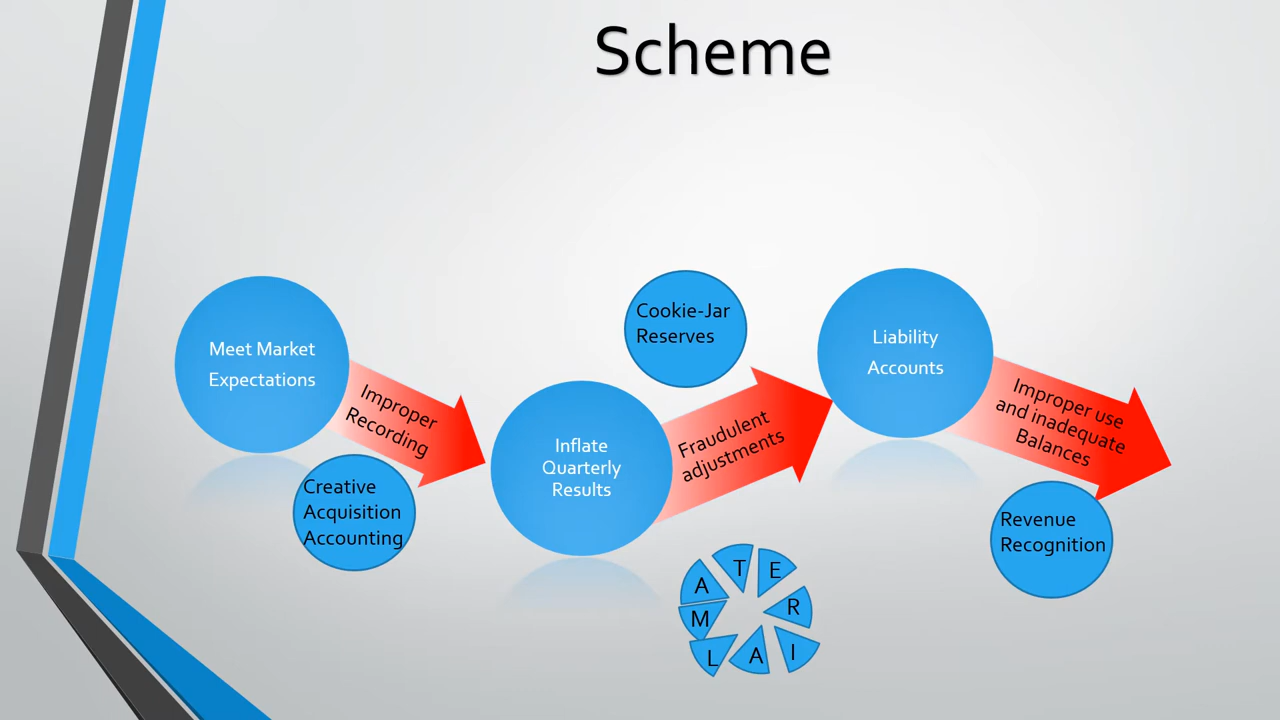 Scheme
Meet Market
Expectations
Improper
Recording
Creative
Acquisition
Accounting
Inflate
Quarterly
Results
Cookie-Jar
Reserves
Fraudulent
adjustments
Liability
Accounts
Improper use
and inadequate
Balances
Revenue
Recognition
M A T E R I A L